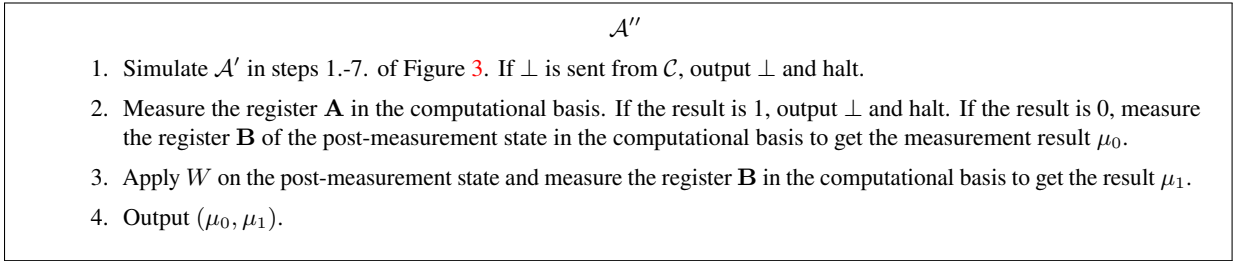 𝒜′′
1. Simulate 𝒜′ in steps 1.-7. of Figure 3. If ⊥ is sent from 𝒞, output ⊥ and halt.
2. Measure the register A in the computational basis. If the result is 1, output ⊥ and halt. If the result is 0, measure
the register B of the post-measurement state in the computational basis to get the measurement result μ₀.
3. Apply W on the post-measurement state and measure the register B in the computational basis to get the result μ₁.
4. Output (μ₀, μ₁).